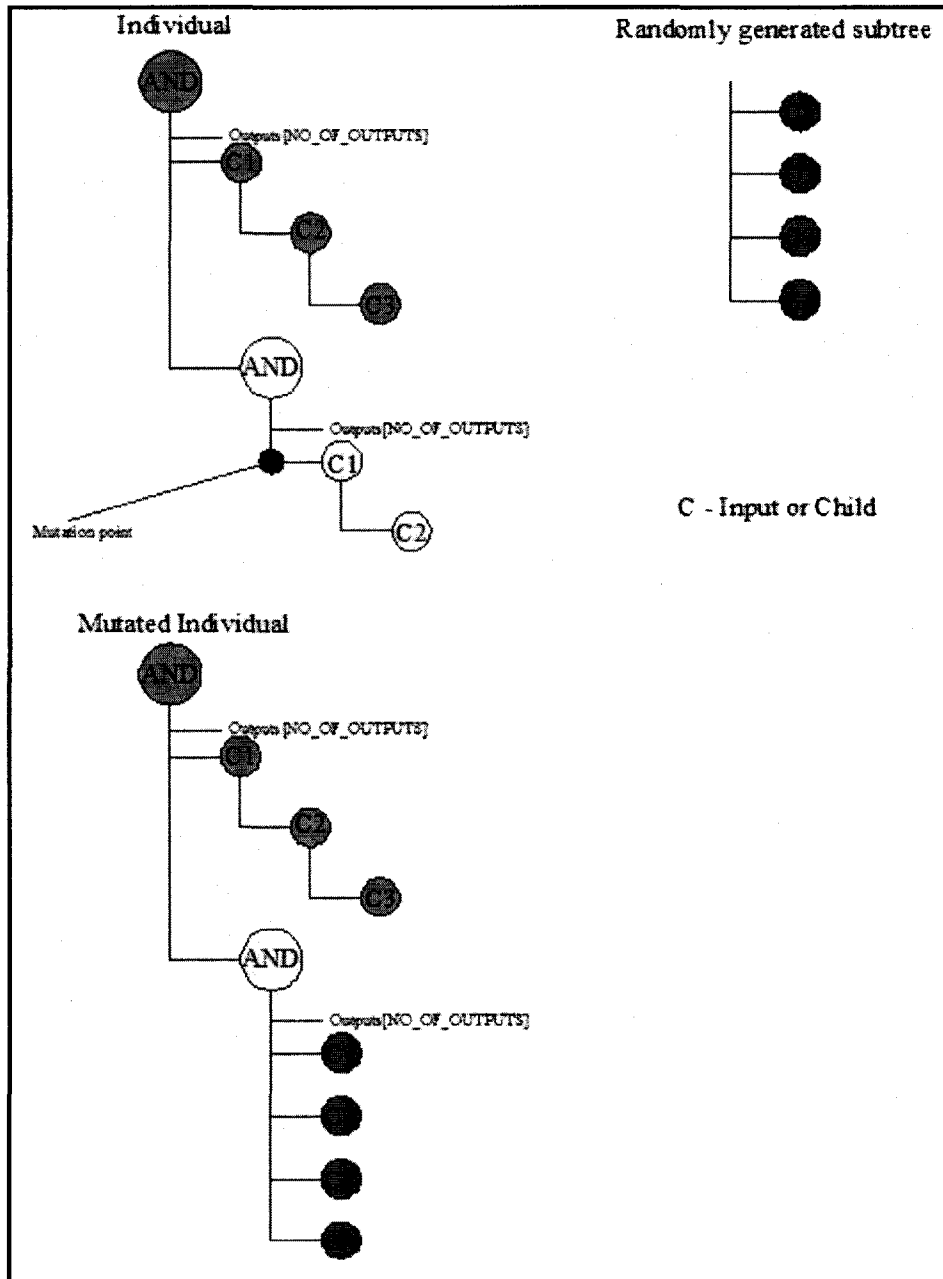 Individual
Randomly generated subtree
AND
Outputs[NO_OF_OUTPUTS]
C1
C2
C3
AND
Outputs[NO_OF_OUTPUTS]
C1
Mutation point
C2
C - Input or Child
Mutated Individual
AND
Outputs[NO_OF_OUTPUTS]
C1
C2
C3
AND
Outputs[NO_OF_OUTPUTS]